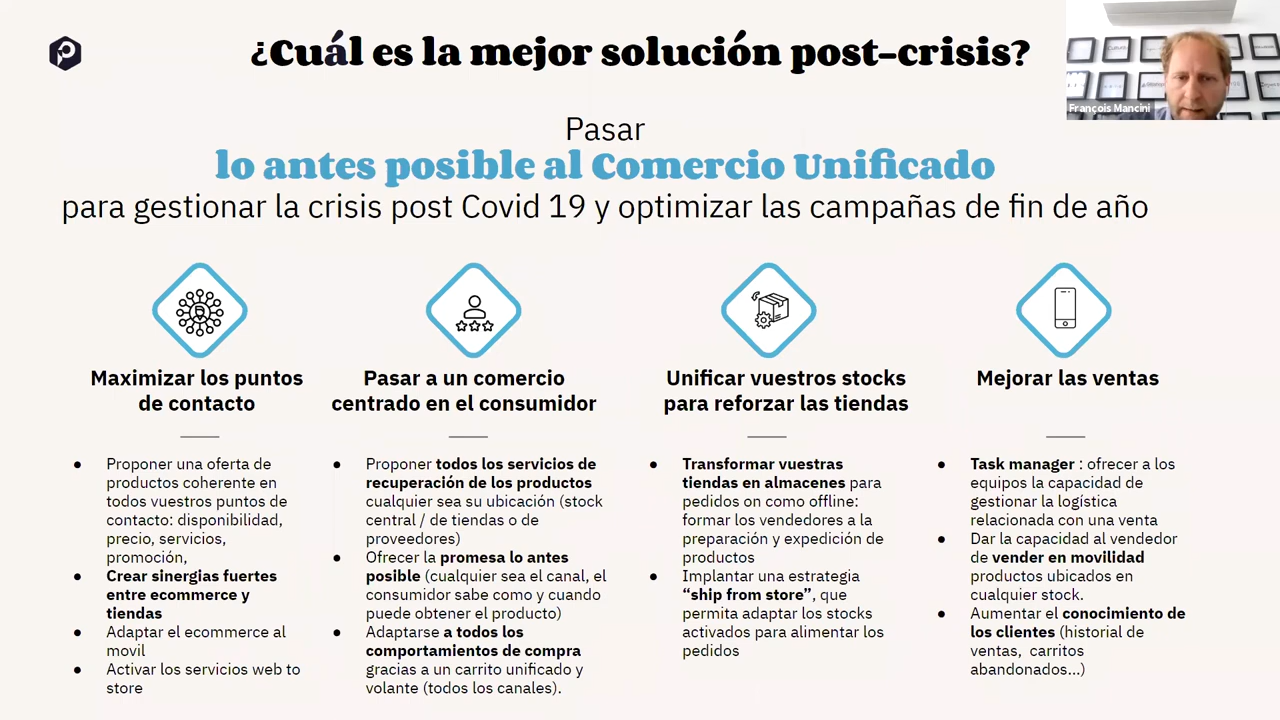 ¿Cuál es la mejor solución post-crisis?
François Mancini
Pasar
lo antes posible al Comercio Unificado
para gestionar la crisis post Covid 19 y optimizar las campañas de fin de año
Maximizar los puntos
de contacto
● Proponer una oferta de
productos coherente en
todos vuestros puntos de
contacto: disponibilidad,
precio, servicios,
promoción,
● Crear sinergias fuertes
entre ecommerce y
tiendas
● Adaptar el ecommerce al
movil
● Activar los servicios web to
store
Pasar a un comercio
centrado en el consumidor
● Proponer todos los servicios de
recuperación de los productos
cualquier sea su ubicación (stock
central / de tiendas o de
proveedores)
● Ofrecer la promesa lo antes
posible (cualquier sea el canal, el
consumidor sabe como y cuando
puede obtener el producto)
● Adaptarse a todos los
comportamientos de compra
gracias a un carrito unificado y
volante (todos los canales).
Unificar vuestros stocks
para reforzar las tiendas
● Transformar vuestras
tiendas en almacenes para
pedidos on como offline:
formar los vendedores a la
preparación y expedición de
productos
● Implantar una estrategia
“ship from store”, que
permita adaptar los stocks
activados para alimentar los
pedidos
Mejorar las ventas
● Task manager : ofrecer a los
equipos la capacidad de
gestionar la logística
relacionada con una venta
● Dar la capacidad al vendedor
de vender en movilidad
productos ubicados en
cualquier stock.
● Aumentar el conocimiento de
los clientes (historial de
ventas, carritos
abandonados...)